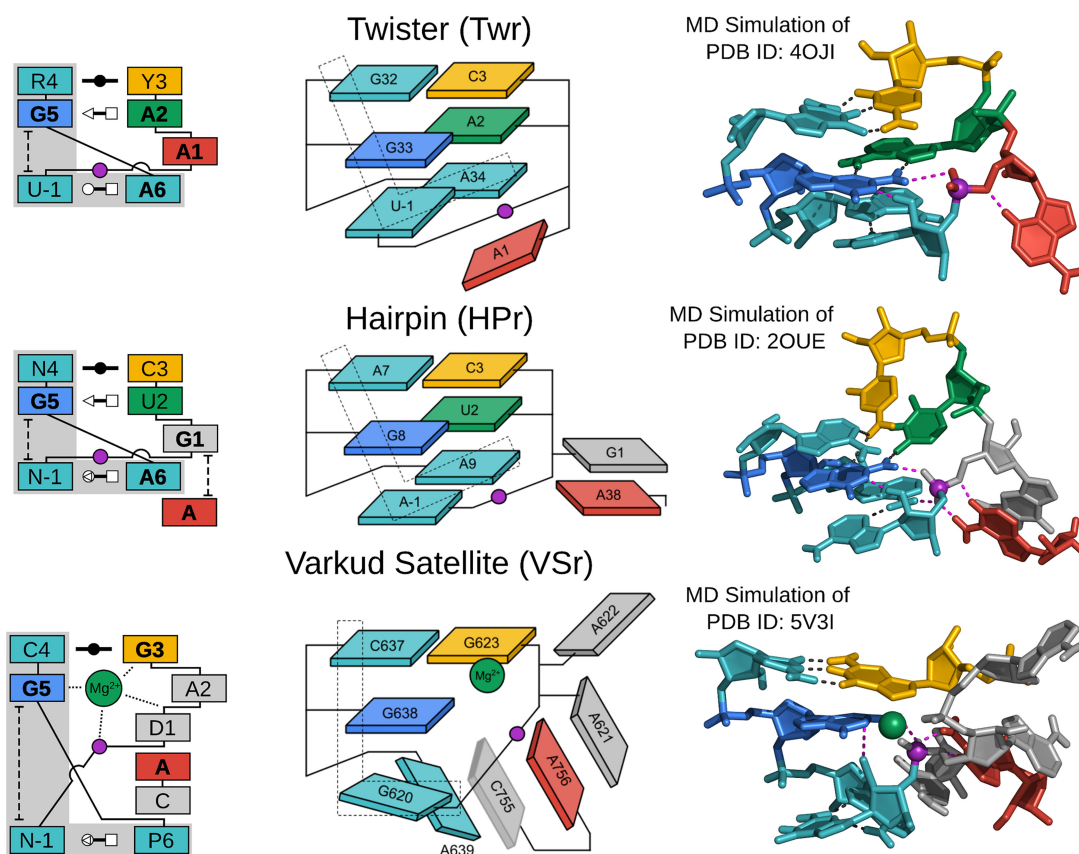 Twister (Twr)
MD Simulation of
PDB ID: 4OJI
R4
Y3
G5
A2
A1
U-1
A6
G32
C3
A2
G33
A34
U-1
A1
Hairpin (HPr)
MD Simulation of
PDB ID: 2OUE
N4
C3
G5
U2
G1
N-1
A6
A
A7
C3
U2
G8
A9
G1
A-1
A38
Varkud Satellite (VSr)
MD Simulation of
PDB ID: 5V3I
C4
G3
G5
Mg²⁺
A2
D1
A
C
N-1
P6
A622
C637
G623
Mg²⁺
G638
A621
A756
G620
C755
A639